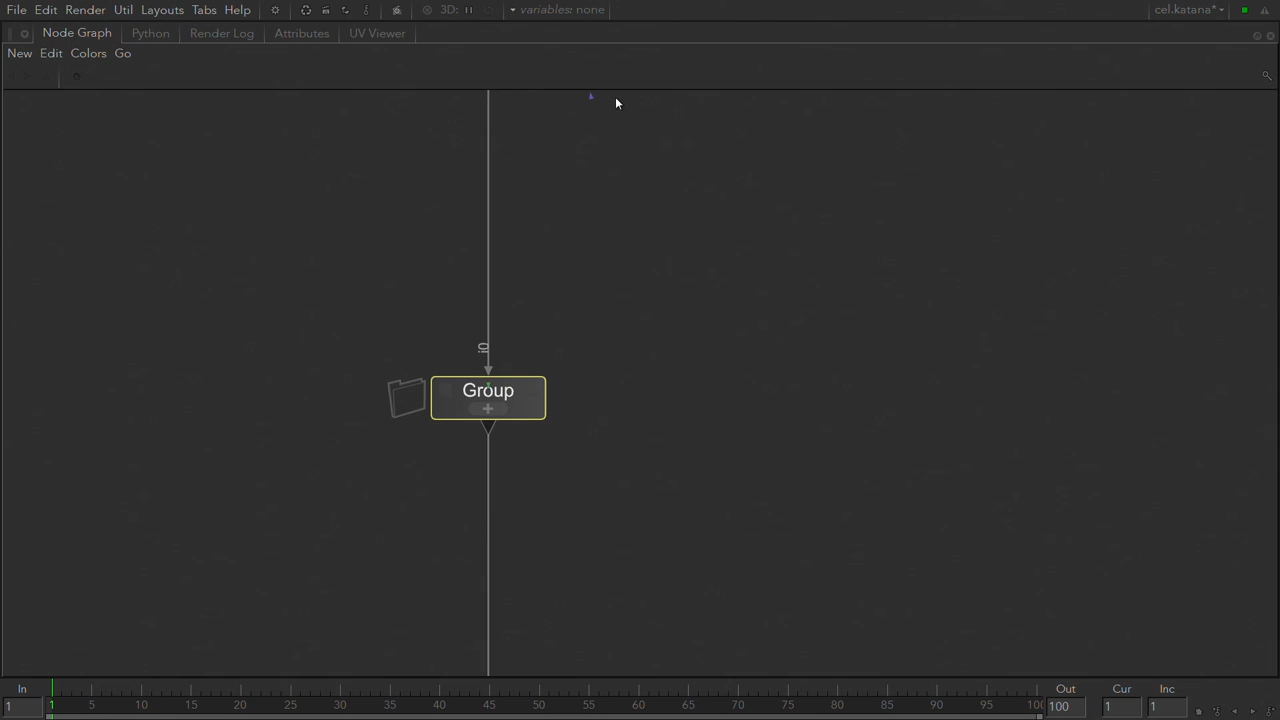 File Edit Render Util Layouts Tabs Help 3D: variables: none cel.katana*
Node Graph Python Render Log Attributes UV Viewer
New Edit Colors Go
i0
Group
In Out Cur Inc
1 1 5 10 15 20 25 30 35 40 45 50 55 60 65 70 75 80 85 90 95 100 100 1 1